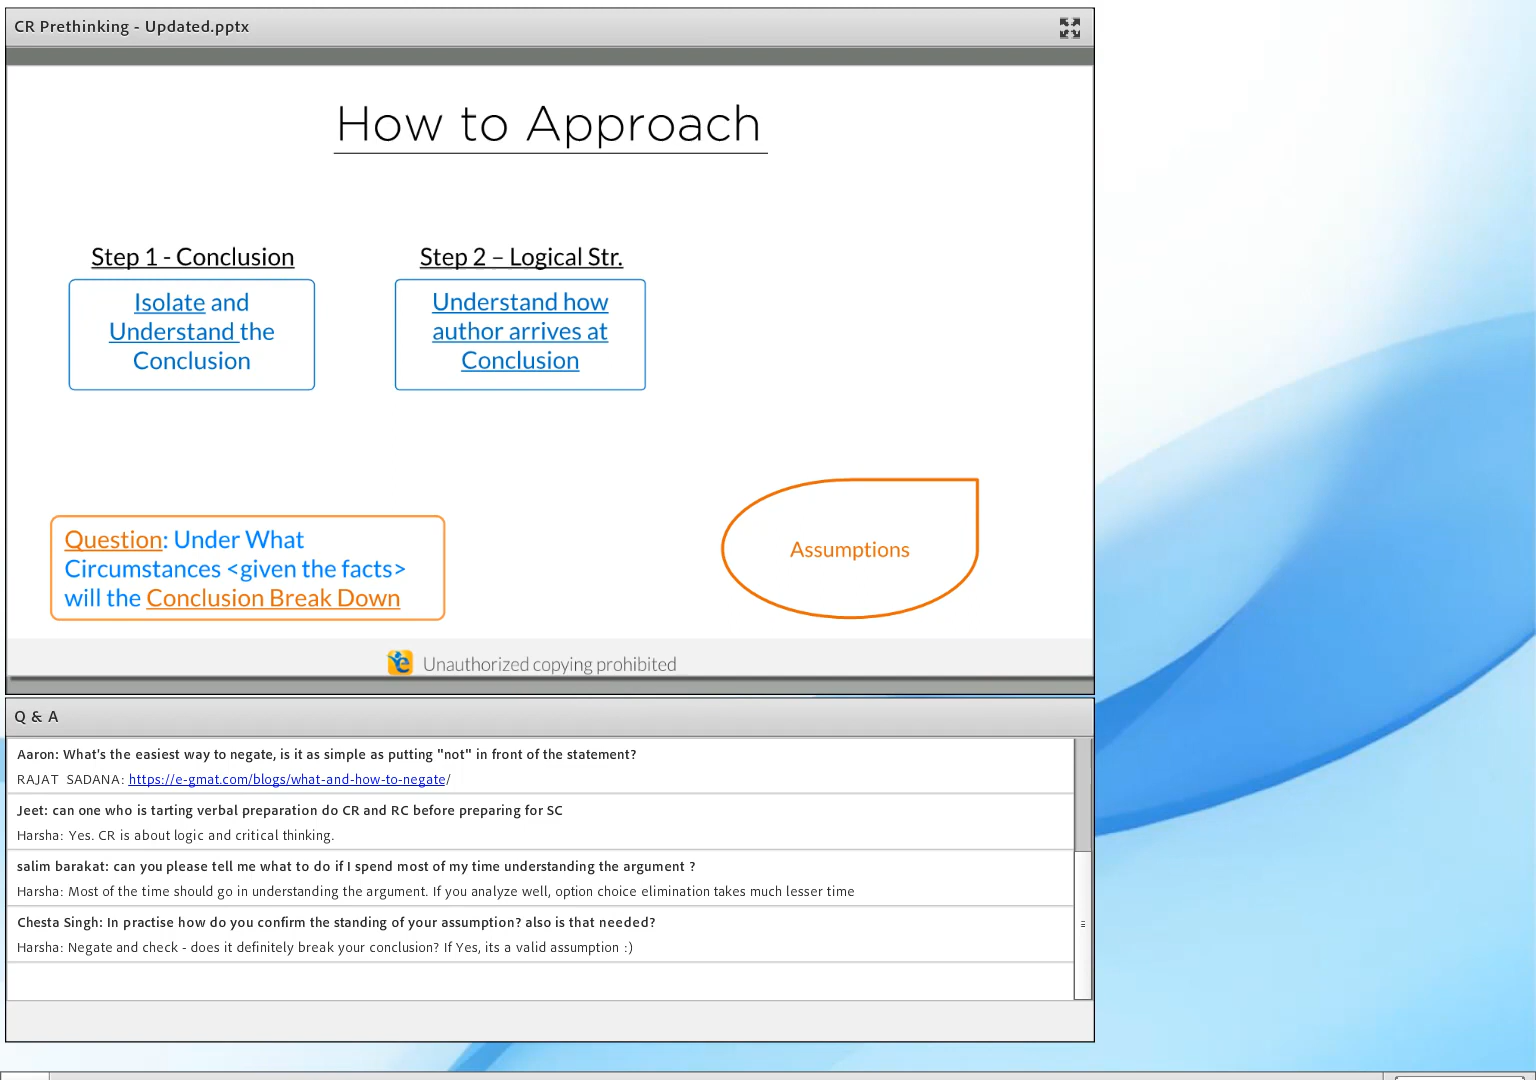 CR Prethinking - Updated.pptx
How to Approach
Step 1 - Conclusion
Isolate and
Understand the
Conclusion
Step 2 – Logical Str.
Understand how
author arrives at
Conclusion
Question: Under What
Circumstances <given the facts>
will the Conclusion Break Down
Assumptions
Unauthorized copying prohibited
Q & A
Aaron: What's the easiest way to negate, is it as simple as putting "not" in front of the statement?
RAJAT SADANA: https://e-gmat.com/blogs/what-and-how-to-negate/
Jeet: can one who is tarting verbal preparation do CR and RC before preparing for SC
Harsha: Yes. CR is about logic and critical thinking.
salim barakat: can you please tell me what to do if I spend most of my time understanding the argument ?
Harsha: Most of the time should go in understanding the argument. If you analyze well, option choice elimination takes much lesser time
Chesta Singh: In practise how do you confirm the standing of your assumption? also is that needed?
Harsha: Negate and check - does it definitely break your conclusion? If Yes, its a valid assumption :)